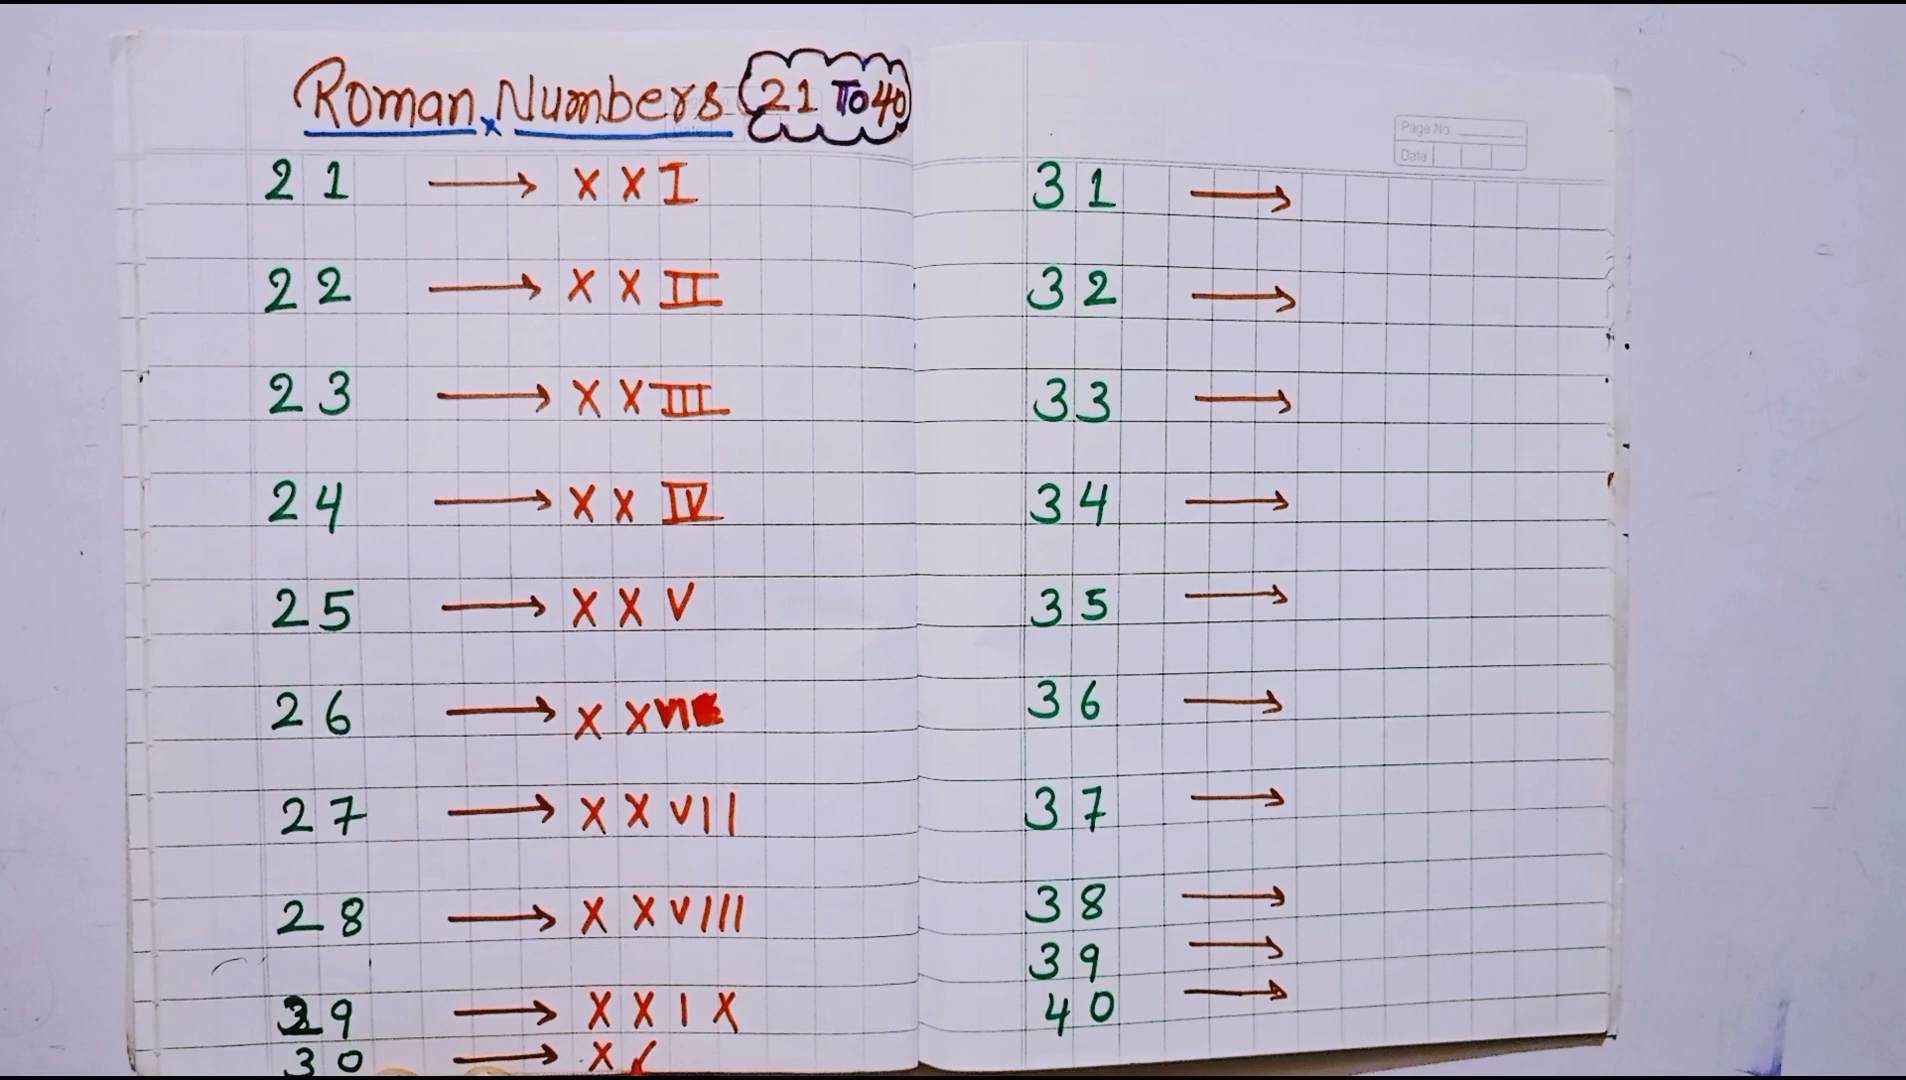 Roman Numbers 21 To 40
21 → XXI
22 → XXII
23 → XXIII
24 → XXIV
25 → XXV
26 → XXVI
27 → XXVII
28 → XXVIII
29 → XXIX
30 → X
Page No.
Date
31 →
32 →
33 →
34 →
35 →
36 →
37 →
38 →
39 →
40 →